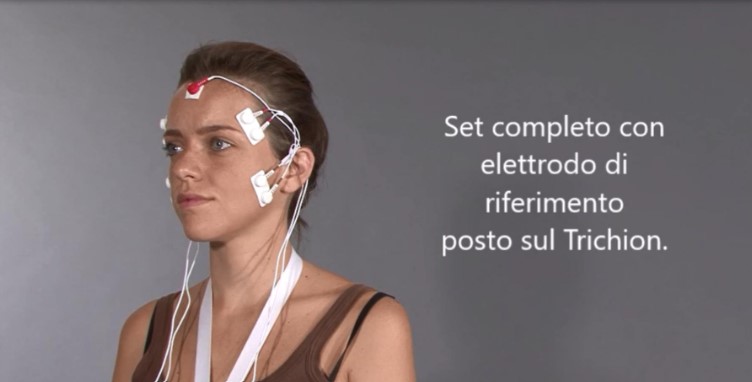 Set completo con
elettrodo di
riferimento
posto sul Trichion.